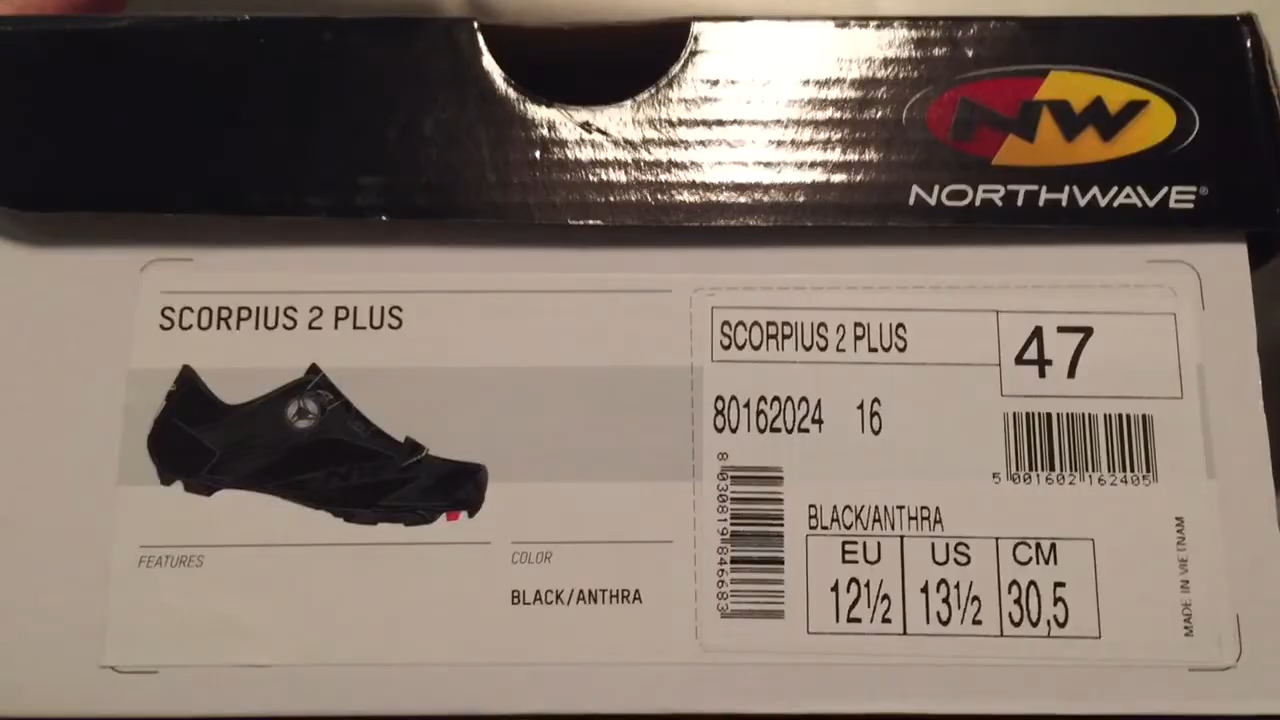 NW
NORTHWAVE®
SCORPIUS 2 PLUS
FEATURES
COLOR
BLACK/ANTHRA
SCORPIUS 2 PLUS
47
80162024 16
5 001602 162405
8 030819 846683
BLACK/ANTHRA
EU US CM
12½ 13½ 30,5
MADE IN VIETNAM